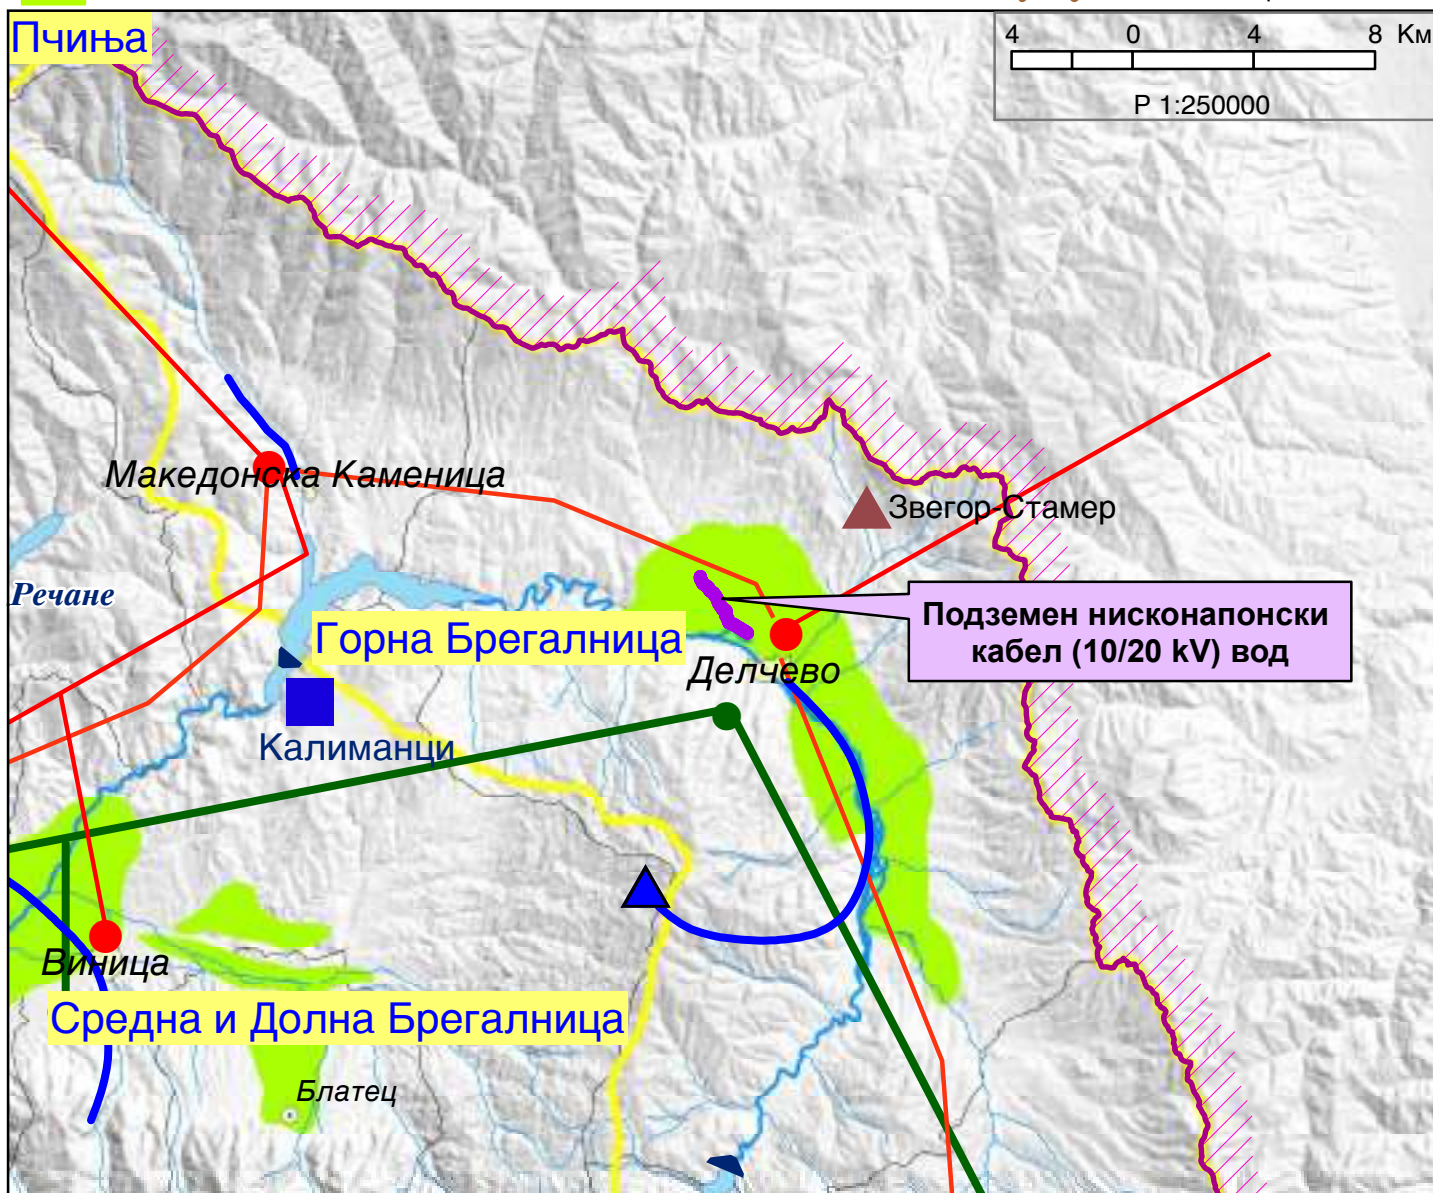 Пчиња
4 0 4 8 Км
Р 1:250000
Македонска Каменица
Звегор-Стамер
Речане
Подземен нисконапонски
кабел (10/20 kV) вод
Горна Брегалница
Делчево
Калиманци
Виница
Средна и Долна Брегалница
Блатец